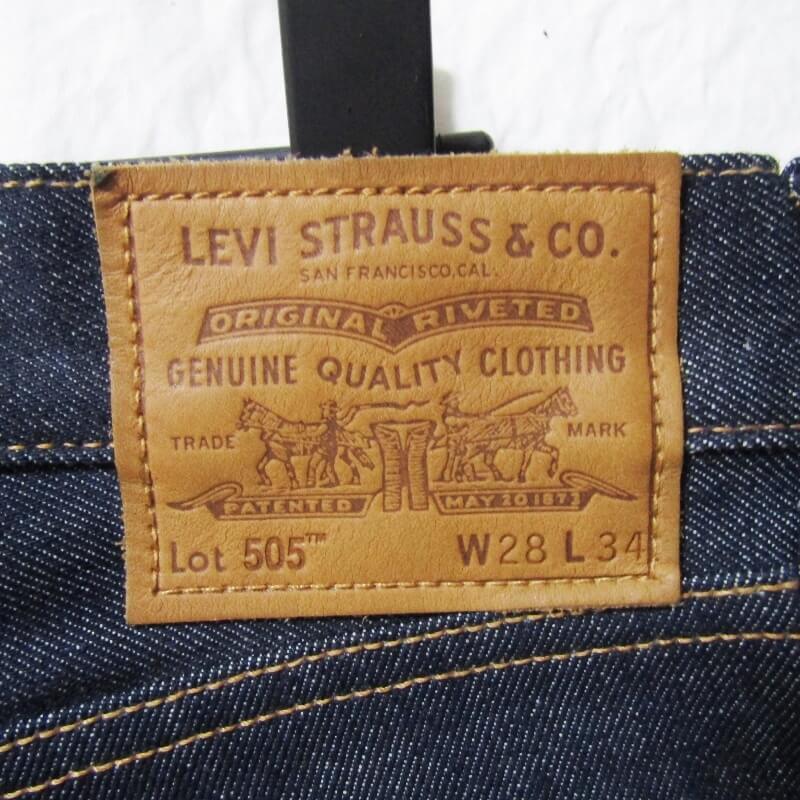 LEVI STRAUSS & CO.
SAN FRANCISCO, CAL.
ORIGINAL RIVETED
GENUINE QUALITY CLOTHING
TRADE MARK
PATENTED MAY 20 1873
Lot 505™ W28 L34